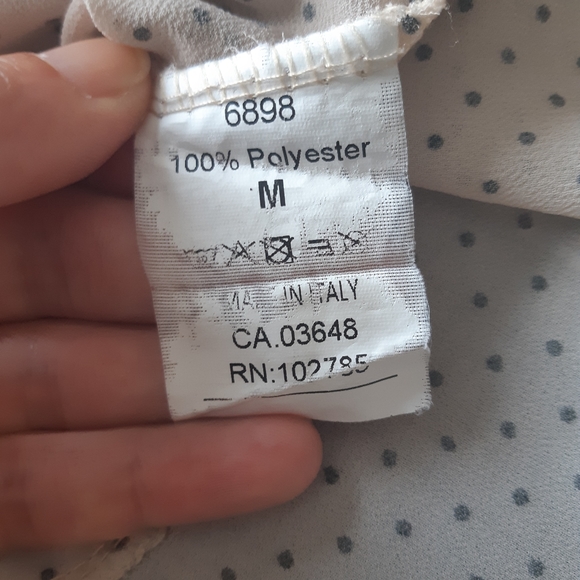 6898
100% Polyester
M
IN ITALY
CA.03648
RN:102785